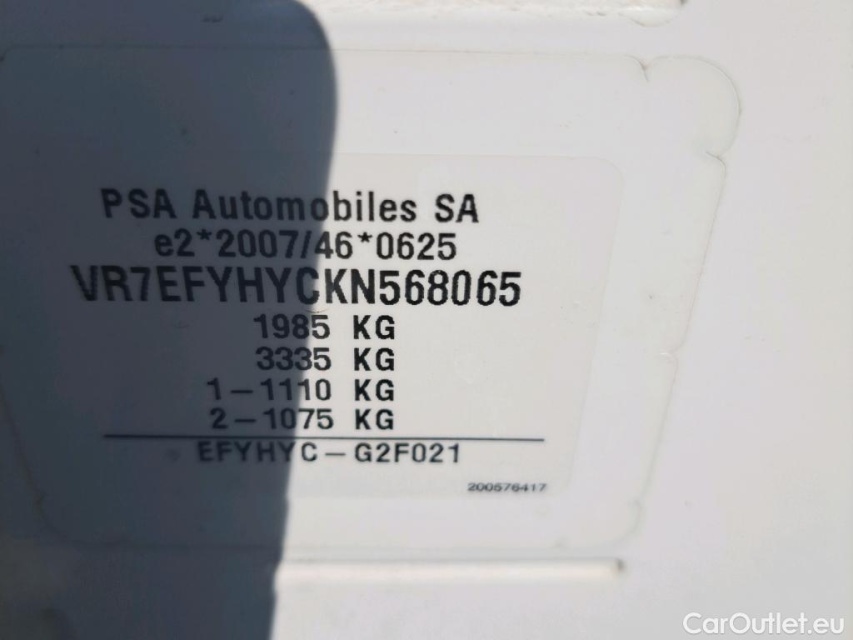 PSA Automobiles SA
e2*2007/46*0625
VR7EFYHYCKN568065
1985 KG
3335 KG
1-1110 KG
2-1075 KG
EFYHYC-G2F021
200576417
CarOutlet.eu